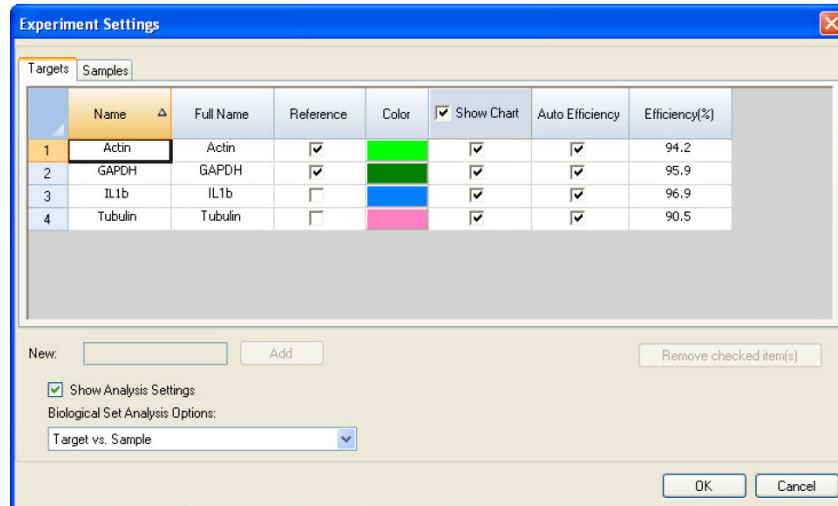 Experiment Settings
Targets Samples
Name Full Name Reference Color Show Chart Auto Efficiency Efficiency(%)
1 Actin Actin 94.2
2 GAPDH GAPDH 95.9
3 IL1b IL1b 96.9
4 Tubulin Tubulin 90.5
New: Add Remove checked item(s)
Show Analysis Settings
Biological Set Analysis Options:
Target vs. Sample
OK Cancel